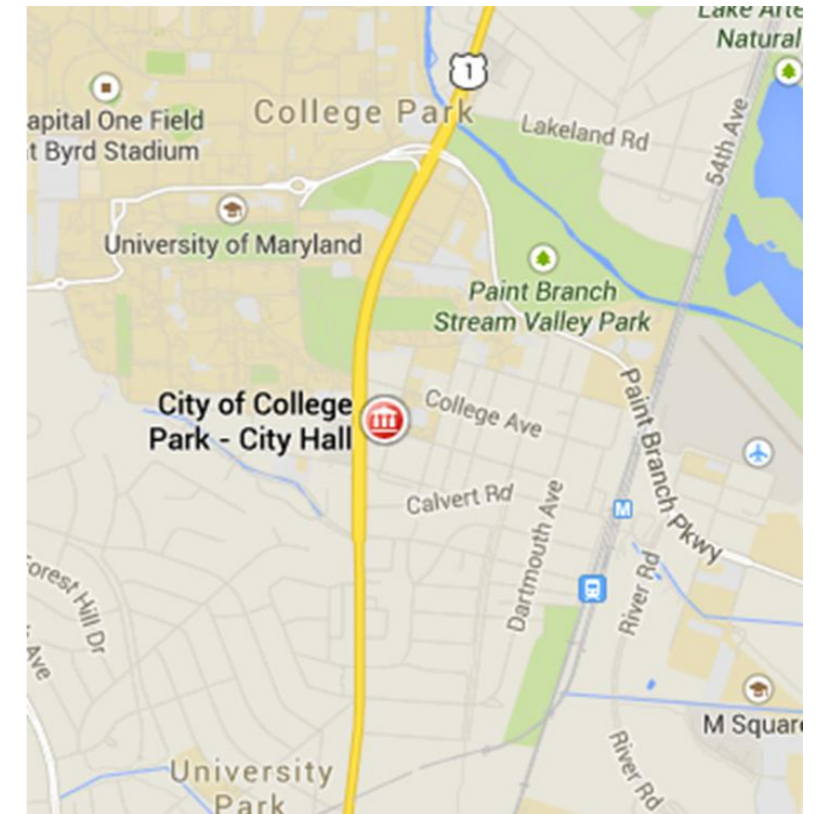 Lake Arte
Natural
1
College Park
Lakeland Rd
54th Ave
apital One Field
t Byrd Stadium
University of Maryland
Paint Branch
Stream Valley Park
City of College
Park - City Hall
College Ave
Paint Branch Pkwy
Calvert Rd
Dartmouth Ave
M
River Rd
orest Hill Dr
Ave
M Square
River Rd
University
Park